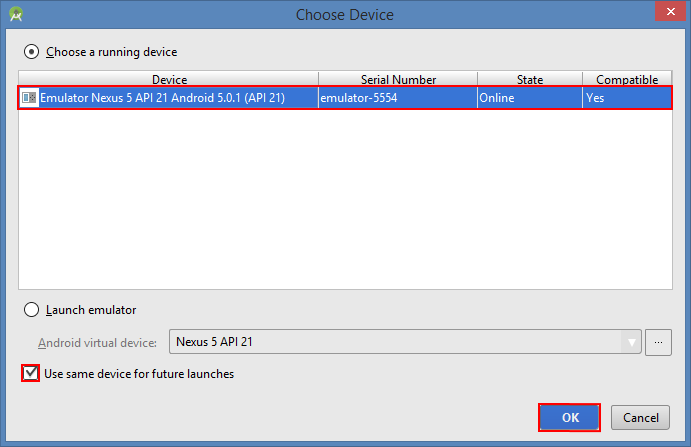 Choose Device
Choose a running device
Device Serial Number State Compatible
Emulator Nexus 5 API 21 Android 5.0.1 (API 21) emulator-5554 Online Yes
Launch emulator
Android virtual device: Nexus 5 API 21 ...
Use same device for future launches
OK Cancel